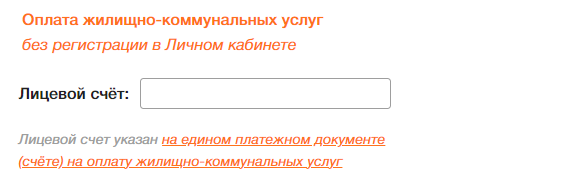 Оплата жилищно-коммунальных услуг
без регистрации в Личном кабинете
Лицевой счёт:
Лицевой счет указан на едином платежном документе
(счёте) на оплату жилищно-коммунальных услуг